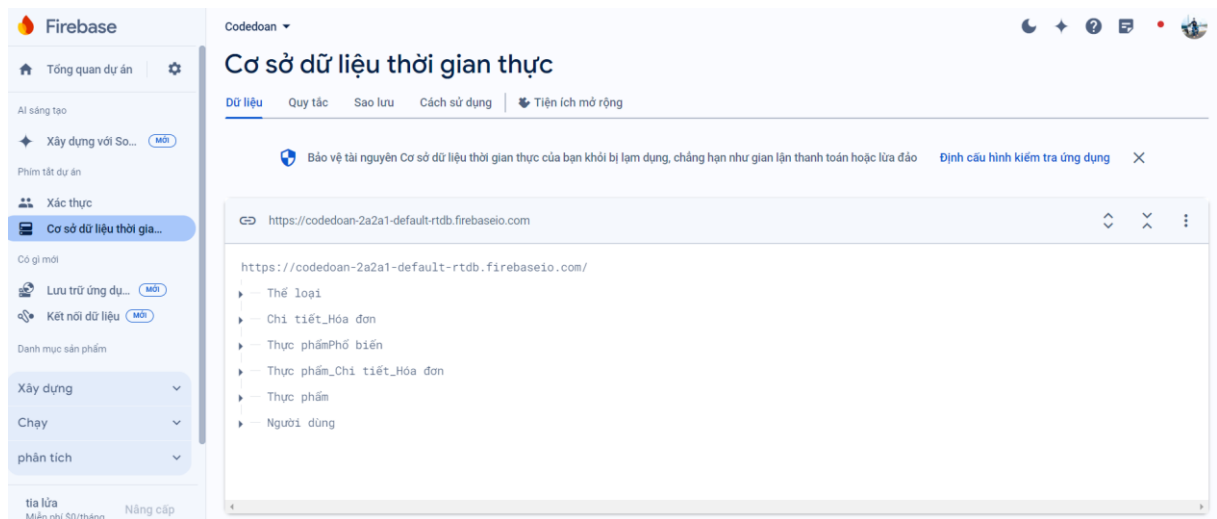 Firebase
Tổng quan dự án
AI sáng tạo
Xây dựng với So... MỚI
Phím tắt dự án
Xác thực
Cơ sở dữ liệu thời gia...
Có gì mới
Lưu trữ ứng dụ... MỚI
Kết nối dữ liệu MỚI
Danh mục sản phẩm
Xây dựng
Chạy
phân tích
tia lửa
Miễn phí $0/tháng
Nâng cấp
Codedoan
Cơ sở dữ liệu thời gian thực
Dữ liệu Quy tắc Sao lưu Cách sử dụng Tiện ích mở rộng
Bảo vệ tài nguyên Cơ sở dữ liệu thời gian thực của bạn khỏi bị lạm dụng, chẳng hạn như gian lận thanh toán hoặc lừa đảo Định cấu hình kiểm tra ứng dụng
https://codedoan-2a2a1-default-rtdb.firebaseio.com
https://codedoan-2a2a1-default-rtdb.firebaseio.com/
Thể loại
Chi tiết_Hóa đơn
Thực phẩmPhổ biến
Thực phẩm_Chi tiết_Hóa đơn
Thực phẩm
Người dùng